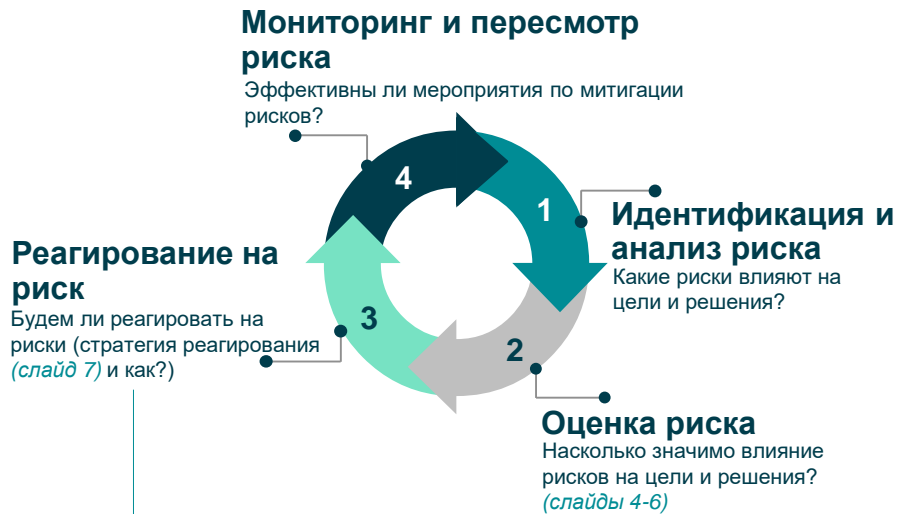 Мониторинг и пересмотр
риска
Эффективны ли мероприятия по митигации
рисков?
4
1
Идентификация и
анализ риска
Какие риски влияют на
цели и решения?
Реагирование на
риск
Будем ли реагировать на
риски (стратегия реагирования
(слайд 7) и как?)
3
2
Оценка риска
Насколько значимо влияние
рисков на цели и решения?
(слайды 4-6)